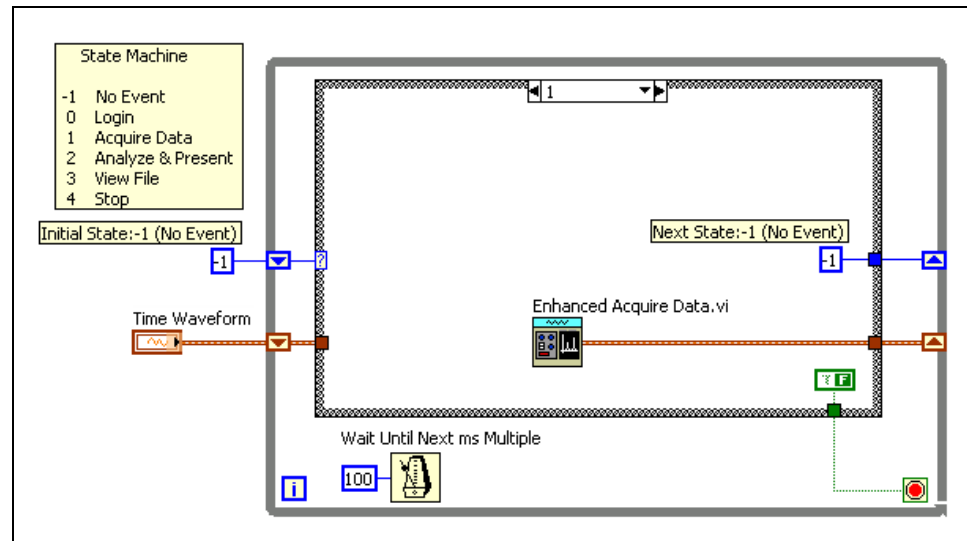 State Machine
-1 No Event
0 Login
1 Acquire Data
2 Analyze & Present
3 View File
4 Stop
1
Initial State:-1 (No Event)
Next State:-1 (No Event)
-1
?
-1
Time Waveform
Enhanced Acquire Data.vi
F
Wait Until Next ms Multiple
100
i